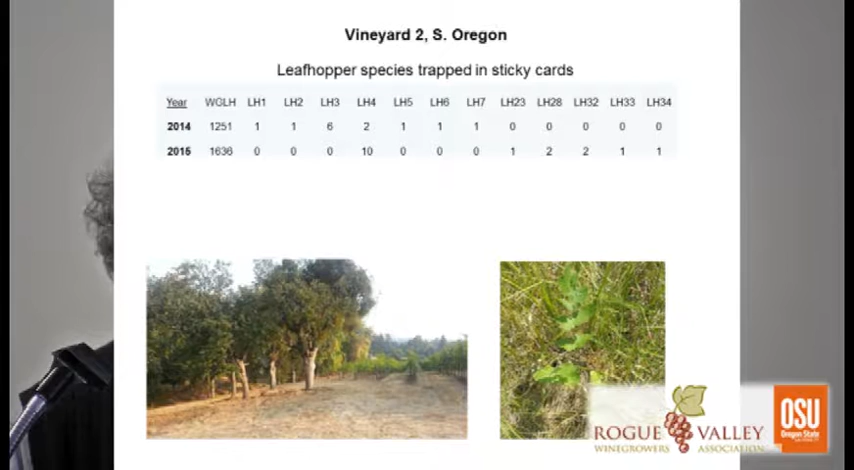 Vineyard 2, S. Oregon
Leafhopper species trapped in sticky cards
Year WGLH LH1 LH2 LH3 LH4 LH5 LH6 LH7 LH23 LH28 LH32 LH33 LH34
2014 1251 1 1 6 2 1 1 1 0 0 0 0 0
2015 1636 0 0 0 10 0 0 0 1 2 2 1 1
ROGUE VALLEY
WINEGROWERS ASSOCIATION
OSU
Oregon State